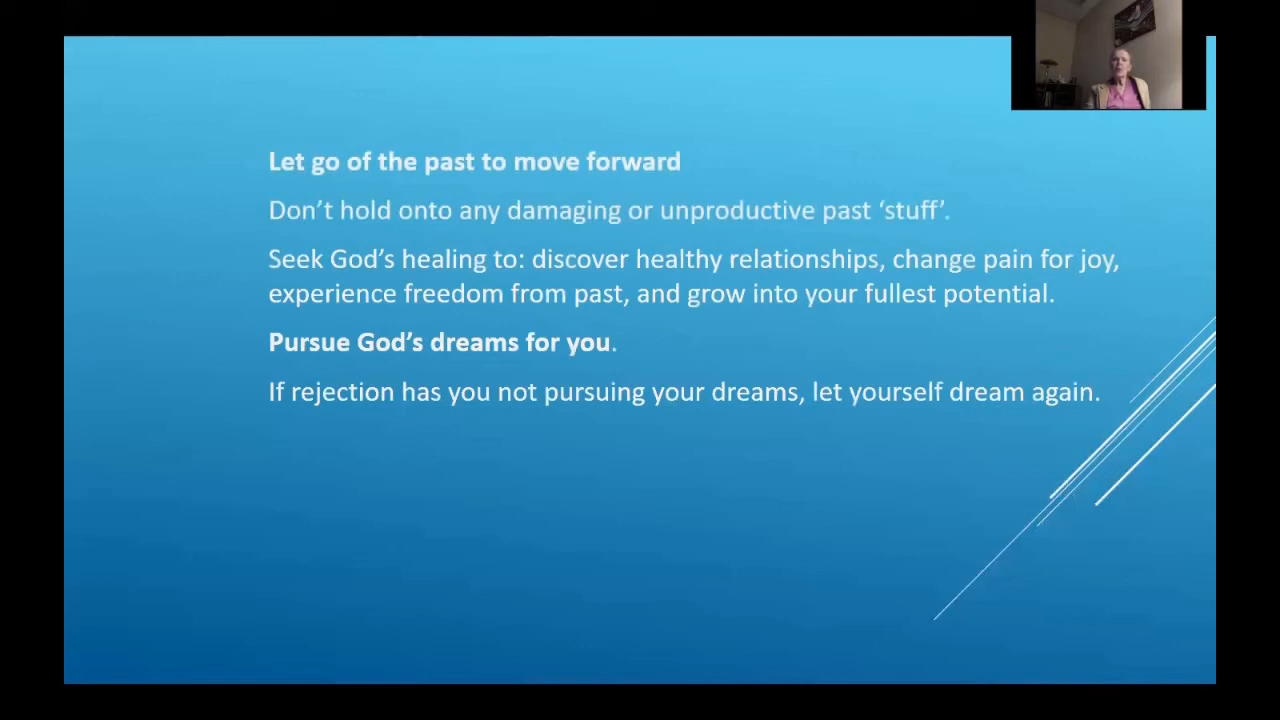 Let go of the past to move forward
Don’t hold onto any damaging or unproductive past ‘stuff’.
Seek God’s healing to: discover healthy relationships, change pain for joy,
experience freedom from past, and grow into your fullest potential.
Pursue God’s dreams for you.
If rejection has you not pursuing your dreams, let yourself dream again.